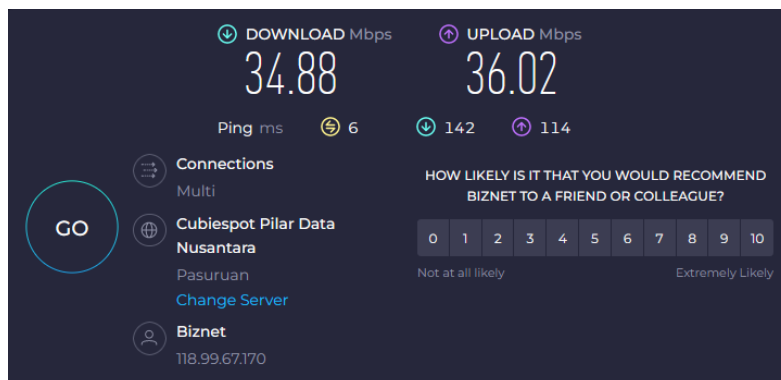 DOWNLOAD Mbps
34.88
UPLOAD Mbps
36.02
Ping ms 6 142 114
GO
Connections
Multi
Cubiespot Pilar Data
Nusantara
Pasuruan
Change Server
Biznet
118.99.67.170
HOW LIKELY IS IT THAT YOU WOULD RECOMMEND
BIZNET TO A FRIEND OR COLLEAGUE?
0 1 2 3 4 5 6 7 8 9 10
Not at all likely Extremely Likely